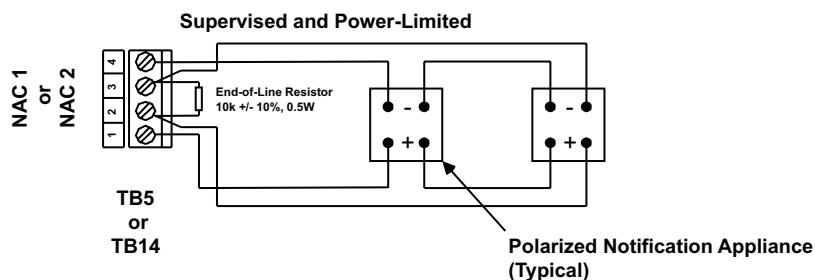 Supervised and Power-Limited
NAC 1
or
NAC 2
4
3
2
1
End-of-Line Resistor
10k +/- 10%, 0.5W
- -
+ +
TB5
or
TB14
Polarized Notification Appliance
(Typical)